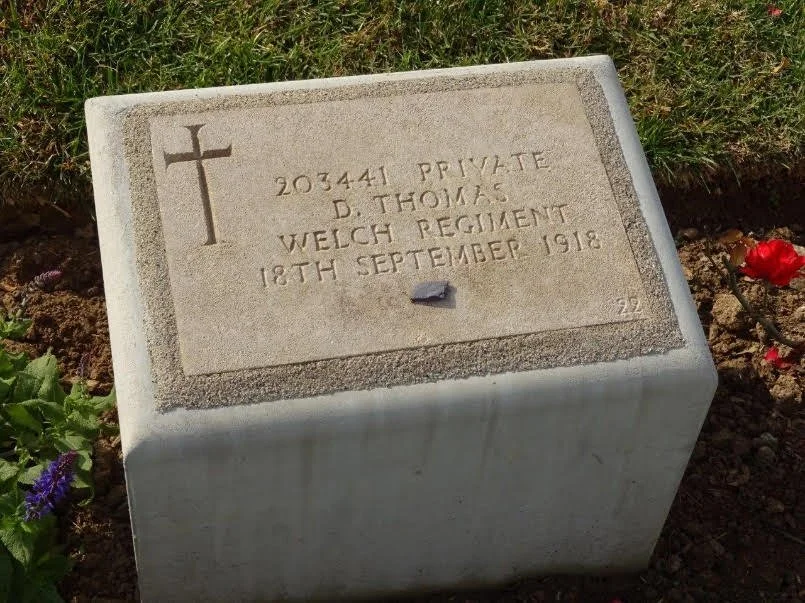 203441 PRIVATE
D. THOMAS
WELCH REGIMENT
18TH SEPTEMBER 1918
22